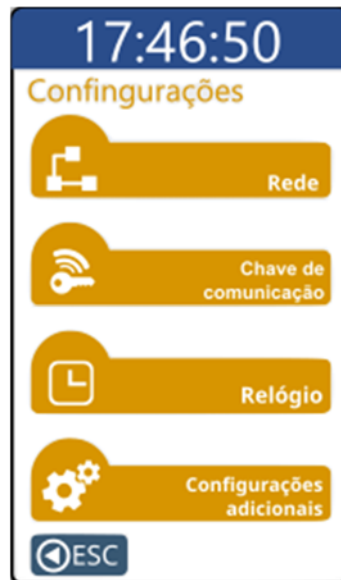 17:46:50
Confingurações
Rede
Chave de
comunicação
Relógio
Configurações
adicionais
ESC